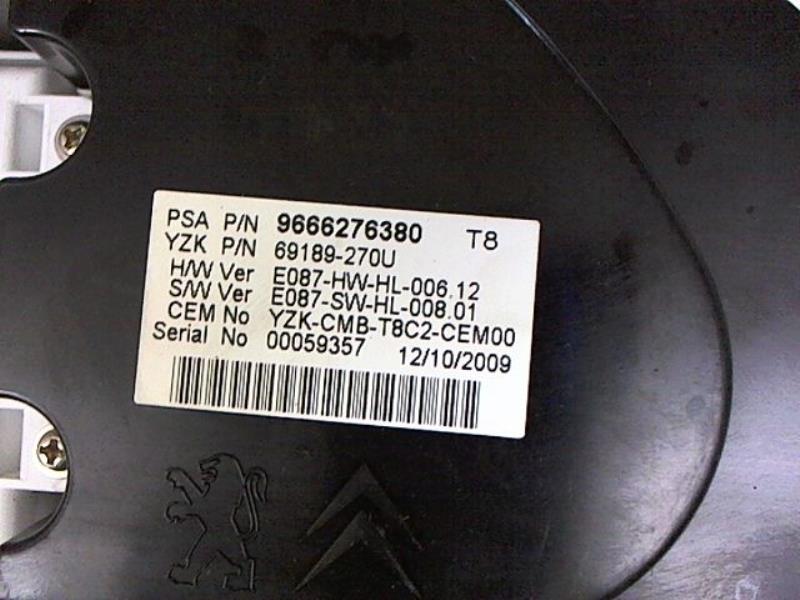 PSA P/N 9666276380 T8
YZK P/N 69189-270U
H/W Ver E087-HW-HL-006.12
S/W Ver E087-SW-HL-008.01
CEM No YZK-CMB-T8C2-CEM00
Serial No 00059357 12/10/2009